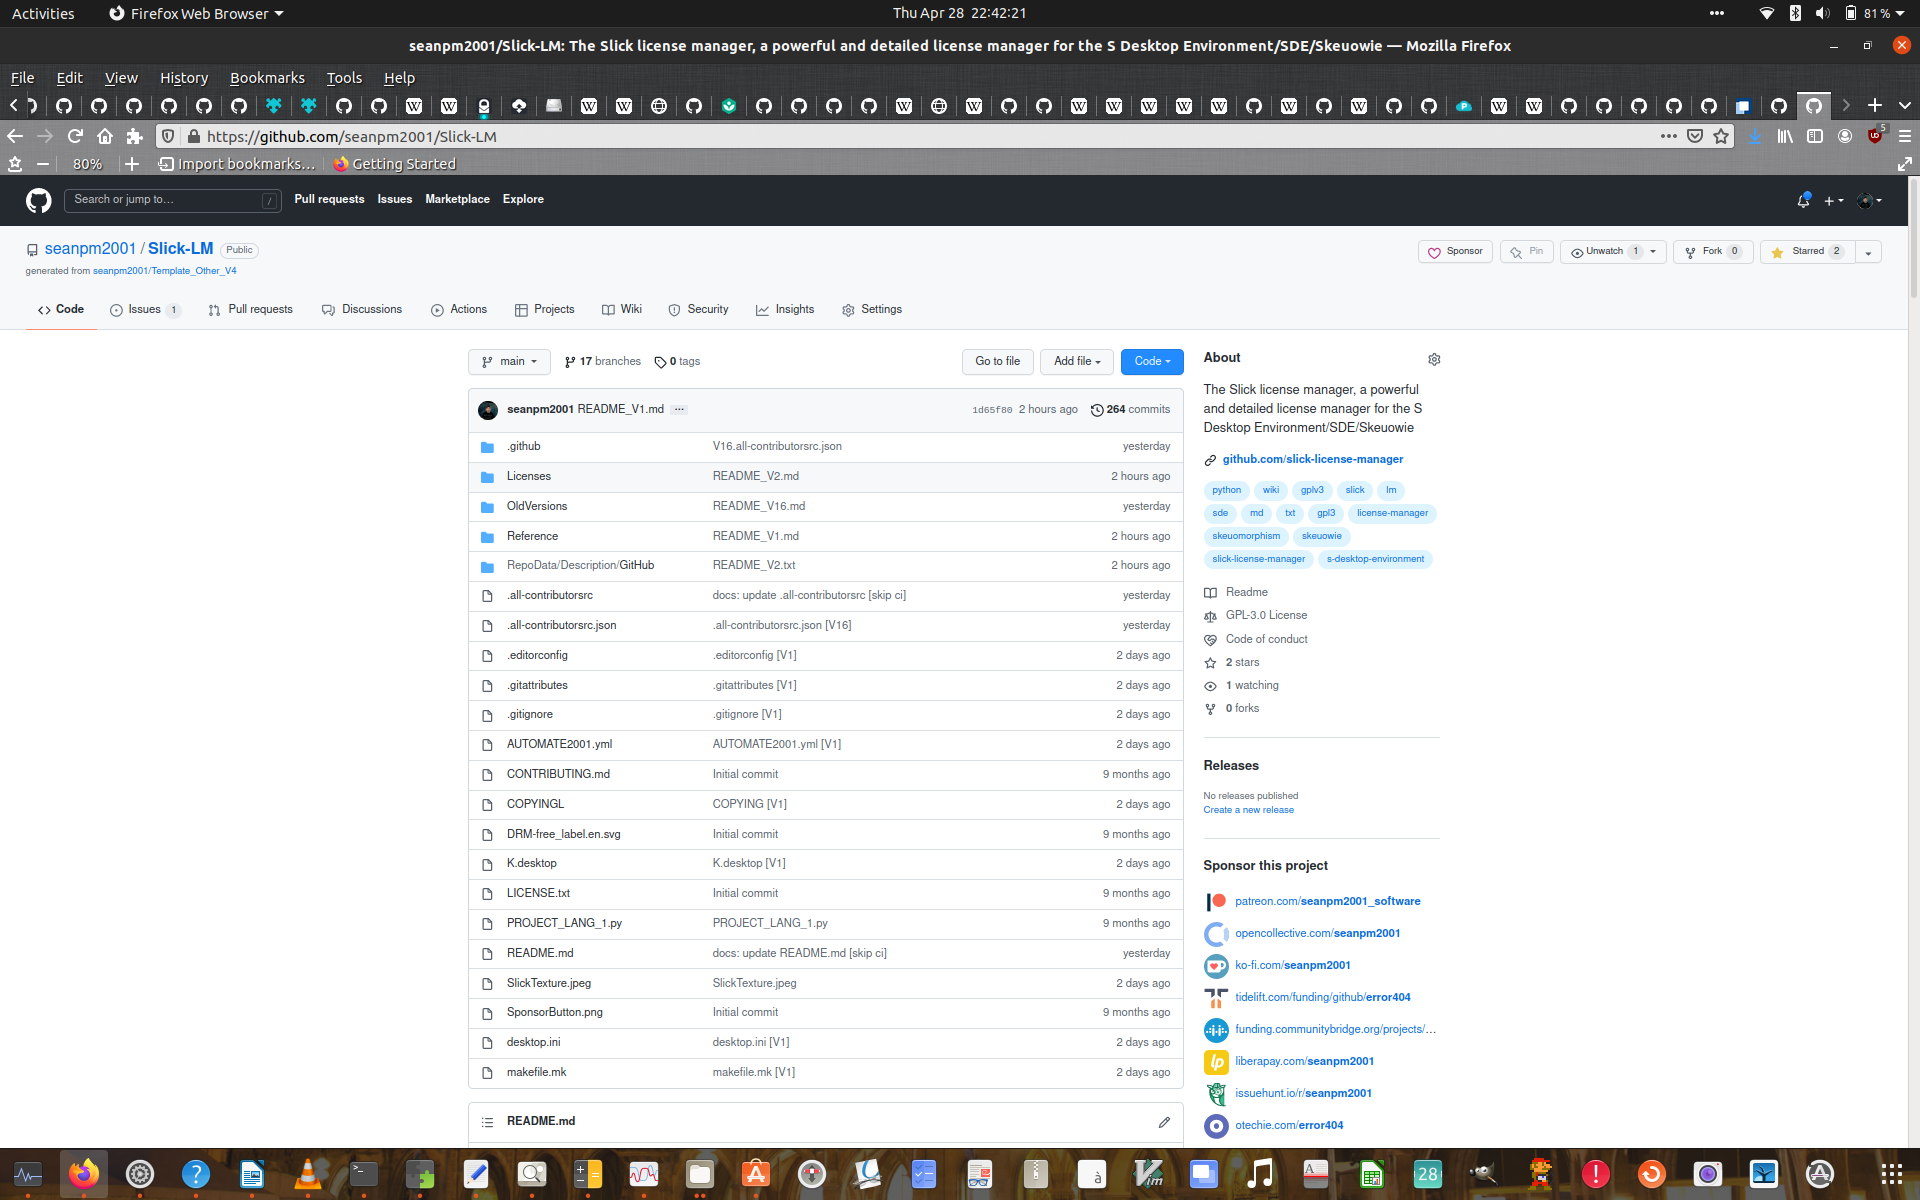 Activities
Firefox Web Browser
Thu Apr 28 22:42:21
81 %
seanpm2001/Slick-LM: The Slick license manager, a powerful and detailed license manager for the S Desktop Environment/SDE/Skeuowie — Mozilla Firefox
File Edit View History Bookmarks Tools Help
https://github.com/seanpm2001/Slick-LM
5
80%
Import bookmarks...
Getting Started
Search or jump to...
/
Pull requests Issues Marketplace Explore
seanpm2001 / Slick-LM Public
Sponsor
Pin
Unwatch 1
Fork 0
Starred 2
generated from seanpm2001/Template_Other_V4
Code
Issues 1
Pull requests
Discussions
Actions
Projects
Wiki
Security
Insights
Settings
main
17 branches
0 tags
Go to file
Add file
Code
seanpm2001 README_V1.md ... 1d65f80 2 hours ago 264 commits
.github V16.all-contributorsrc.json yesterday
Licenses README_V2.md 2 hours ago
OldVersions README_V16.md yesterday
Reference README_V1.md 2 hours ago
RepoData/Description/GitHub README_V2.txt 2 hours ago
.all-contributorsrc docs: update .all-contributorsrc [skip ci] yesterday
.all-contributorsrc.json .all-contributorsrc.json [V16] yesterday
.editorconfig .editorconfig [V1] 2 days ago
.gitattributes .gitattributes [V1] 2 days ago
.gitignore .gitignore [V1] 2 days ago
AUTOMATE2001.yml AUTOMATE2001.yml [V1] 2 days ago
CONTRIBUTING.md Initial commit 9 months ago
COPYINGL COPYING [V1] 2 days ago
DRM-free_label.en.svg Initial commit 9 months ago
K.desktop K.desktop [V1] 2 days ago
LICENSE.txt Initial commit 9 months ago
PROJECT_LANG_1.py PROJECT_LANG_1.py 9 months ago
README.md docs: update README.md [skip ci] yesterday
SlickTexture.jpeg SlickTexture.jpeg 2 days ago
SponsorButton.png Initial commit 9 months ago
desktop.ini desktop.ini [V1] 2 days ago
makefile.mk makefile.mk [V1] 2 days ago
README.md
About
The Slick license manager, a powerful
and detailed license manager for the S
Desktop Environment/SDE/Skeuowie
github.com/slick-license-manager
python wiki gplv3 slick lm
sde md txt gpl3 license-manager
skeuomorphism skeuowie
slick-license-manager s-desktop-environment
Readme
GPL-3.0 License
Code of conduct
2 stars
1 watching
0 forks
Releases
No releases published
Create a new release
Sponsor this project
patreon.com/seanpm2001_software
opencollective.com/seanpm2001
ko-fi.com/seanpm2001
tidelift.com/funding/github/error404
funding.communitybridge.org/projects/...
liberapay.com/seanpm2001
issuehunt.io/r/seanpm2001
otechie.com/error404
28